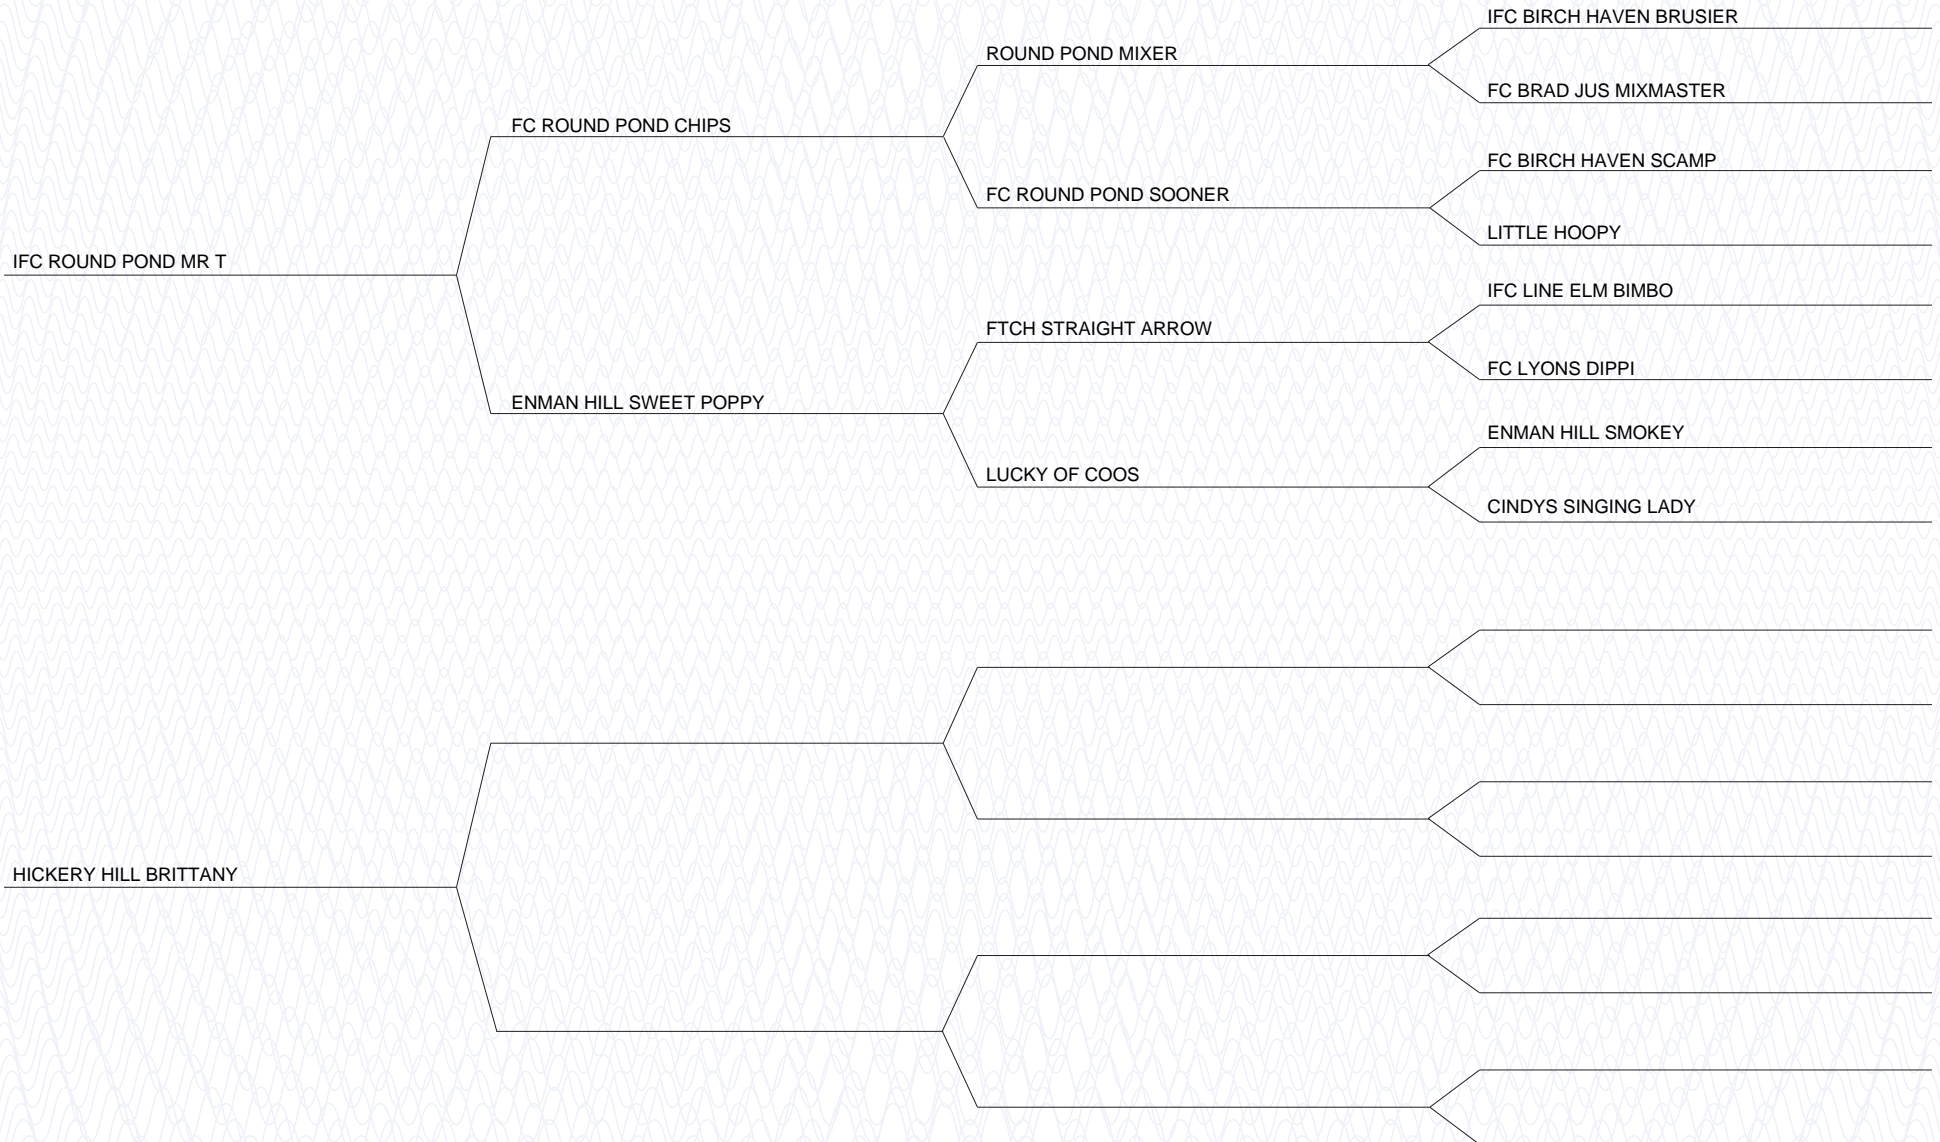 IFC BIRCH HAVEN BRUSIER
ROUND POND MIXER
FC BRAD JUS MIXMASTER
FC ROUND POND CHIPS
FC BIRCH HAVEN SCAMP
FC ROUND POND SOONER
LITTLE HOOPY
IFC ROUND POND MR T
IFC LINE ELM BIMBO
FTCH STRAIGHT ARROW
FC LYONS DIPPI
ENMAN HILL SWEET POPPY
ENMAN HILL SMOKEY
LUCKY OF COOS
CINDYS SINGING LADY
HICKERY HILL BRITTANY